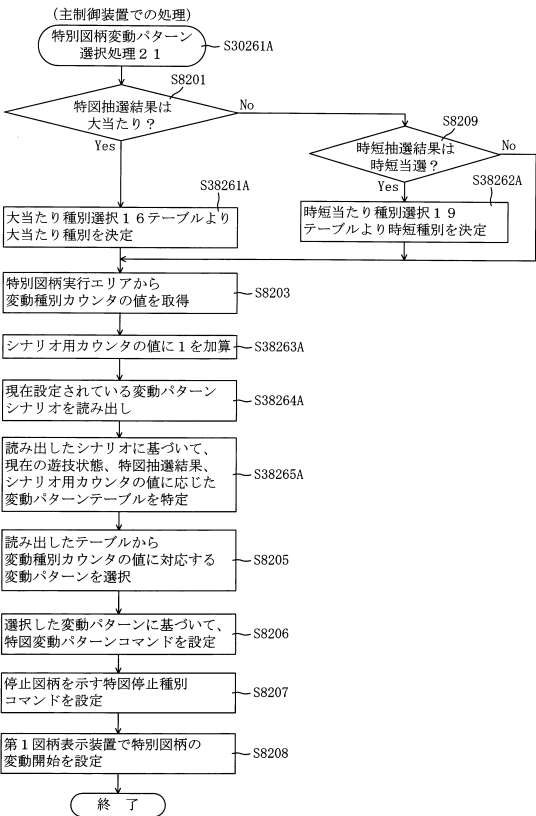 (主制御装置での処理)
特別図柄変動パターン
選択処理21
S30261A
S8201
特図抽選結果は
大当たり?
No
Yes
S8209
時短抽選結果は
時短当選?
No
Yes
S38261A
大当たり種別選択16テーブルより
大当たり種別を決定
S38262A
時短当たり種別選択19
テーブルより時短種別を決定
特別図柄実行エリアから
変動種別カウンタの値を取得
S8203
シナリオ用カウンタの値に1を加算
S38263A
現在設定されている変動パターン
シナリオを読み出し
S38264A
読み出したシナリオに基づいて、
現在の遊技状態、特図抽選結果、
シナリオ用カウンタの値に応じた
変動パターンテーブルを特定
S38265A
読み出したテーブルから
変動種別カウンタの値に対応する
変動パターンを選択
S8205
選択した変動パターンに基づいて、
特図変動パターンコマンドを設定
S8206
停止図柄を示す特図停止種別
コマンドを設定
S8207
第1図柄表示装置で特別図柄の
変動開始を設定
S8208
終 了